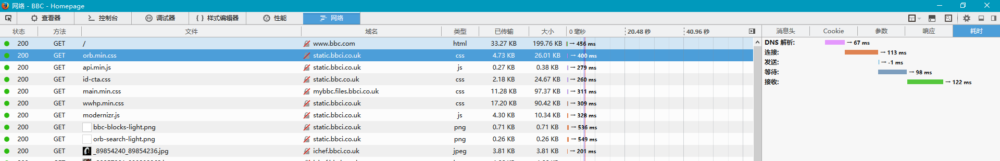 网络 - BBC - Homepage
查看器 控制台 调试器 { } 样式编辑器 性能 网络
状态 方法 文件 域名 类型 已传输 大小 0 毫秒 20.48 秒 40.96 秒 消息头 Cookie 参数 响应 耗时
200 GET / www.bbc.com html 33.27 KB 199.76 KB → 456 ms
200 GET orb.min.css static.bbci.co.uk css 4.73 KB 26.01 KB → 400 ms
200 GET api.min.js static.bbci.co.uk js 0.27 KB 0.38 KB → 279 ms
200 GET id-cta.css static.bbc.co.uk css 2.18 KB 24.67 KB → 260 ms
200 GET main.min.css mybbc.files.bbci.co.uk css 11.28 KB 97.37 KB → 311 ms
200 GET wwhp.min.css static.bbci.co.uk css 17.20 KB 90.42 KB → 309 ms
200 GET modernizr.js static.bbci.co.uk js 4.30 KB 10.34 KB → 328 ms
200 GET bbc-blocks-light.png static.bbci.co.uk png 0.71 KB 0.71 KB → 536 ms
200 GET orb-search-light.png static.bbci.co.uk png 0.26 KB 0.26 KB → 549 ms
200 GET _89854240_89854236.jpg ichef.bbci.co.uk jpeg 3.81 KB 3.81 KB → 201 ms
DNS 解析: → 67 ms
连接: → 113 ms
发送: → -1 ms
等待: → 98 ms
接收: → 122 ms